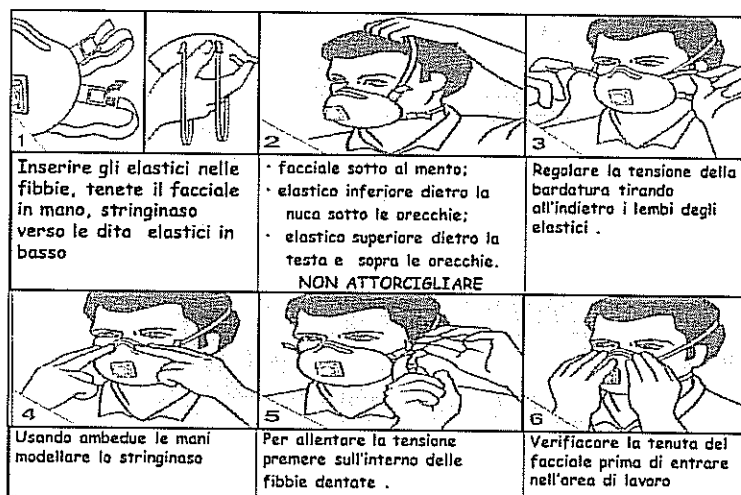 1
Inserire gli elastici nelle
fibbie, tenete il facciale
in mano, stringinaso
verso le dita elastici in
basso
2
· facciale sotto al mento;
· elastico inferiore dietro la
nuca sotto le orecchie;
· elastico superiore dietro la
testa e sopra le orecchie.
NON ATTORCIGLIARE
3
Regolare la tensione della
bardatura tirando
all'indietro i lembi degli
elastici .
4
Usando ambedue le mani
modellare lo stringinaso
5
Per allentare la tensione
premere sull'interno delle
fibbie dentate .
6
Verifiacare la tenuta del
facciale prima di entrare
nell'area di lavoro